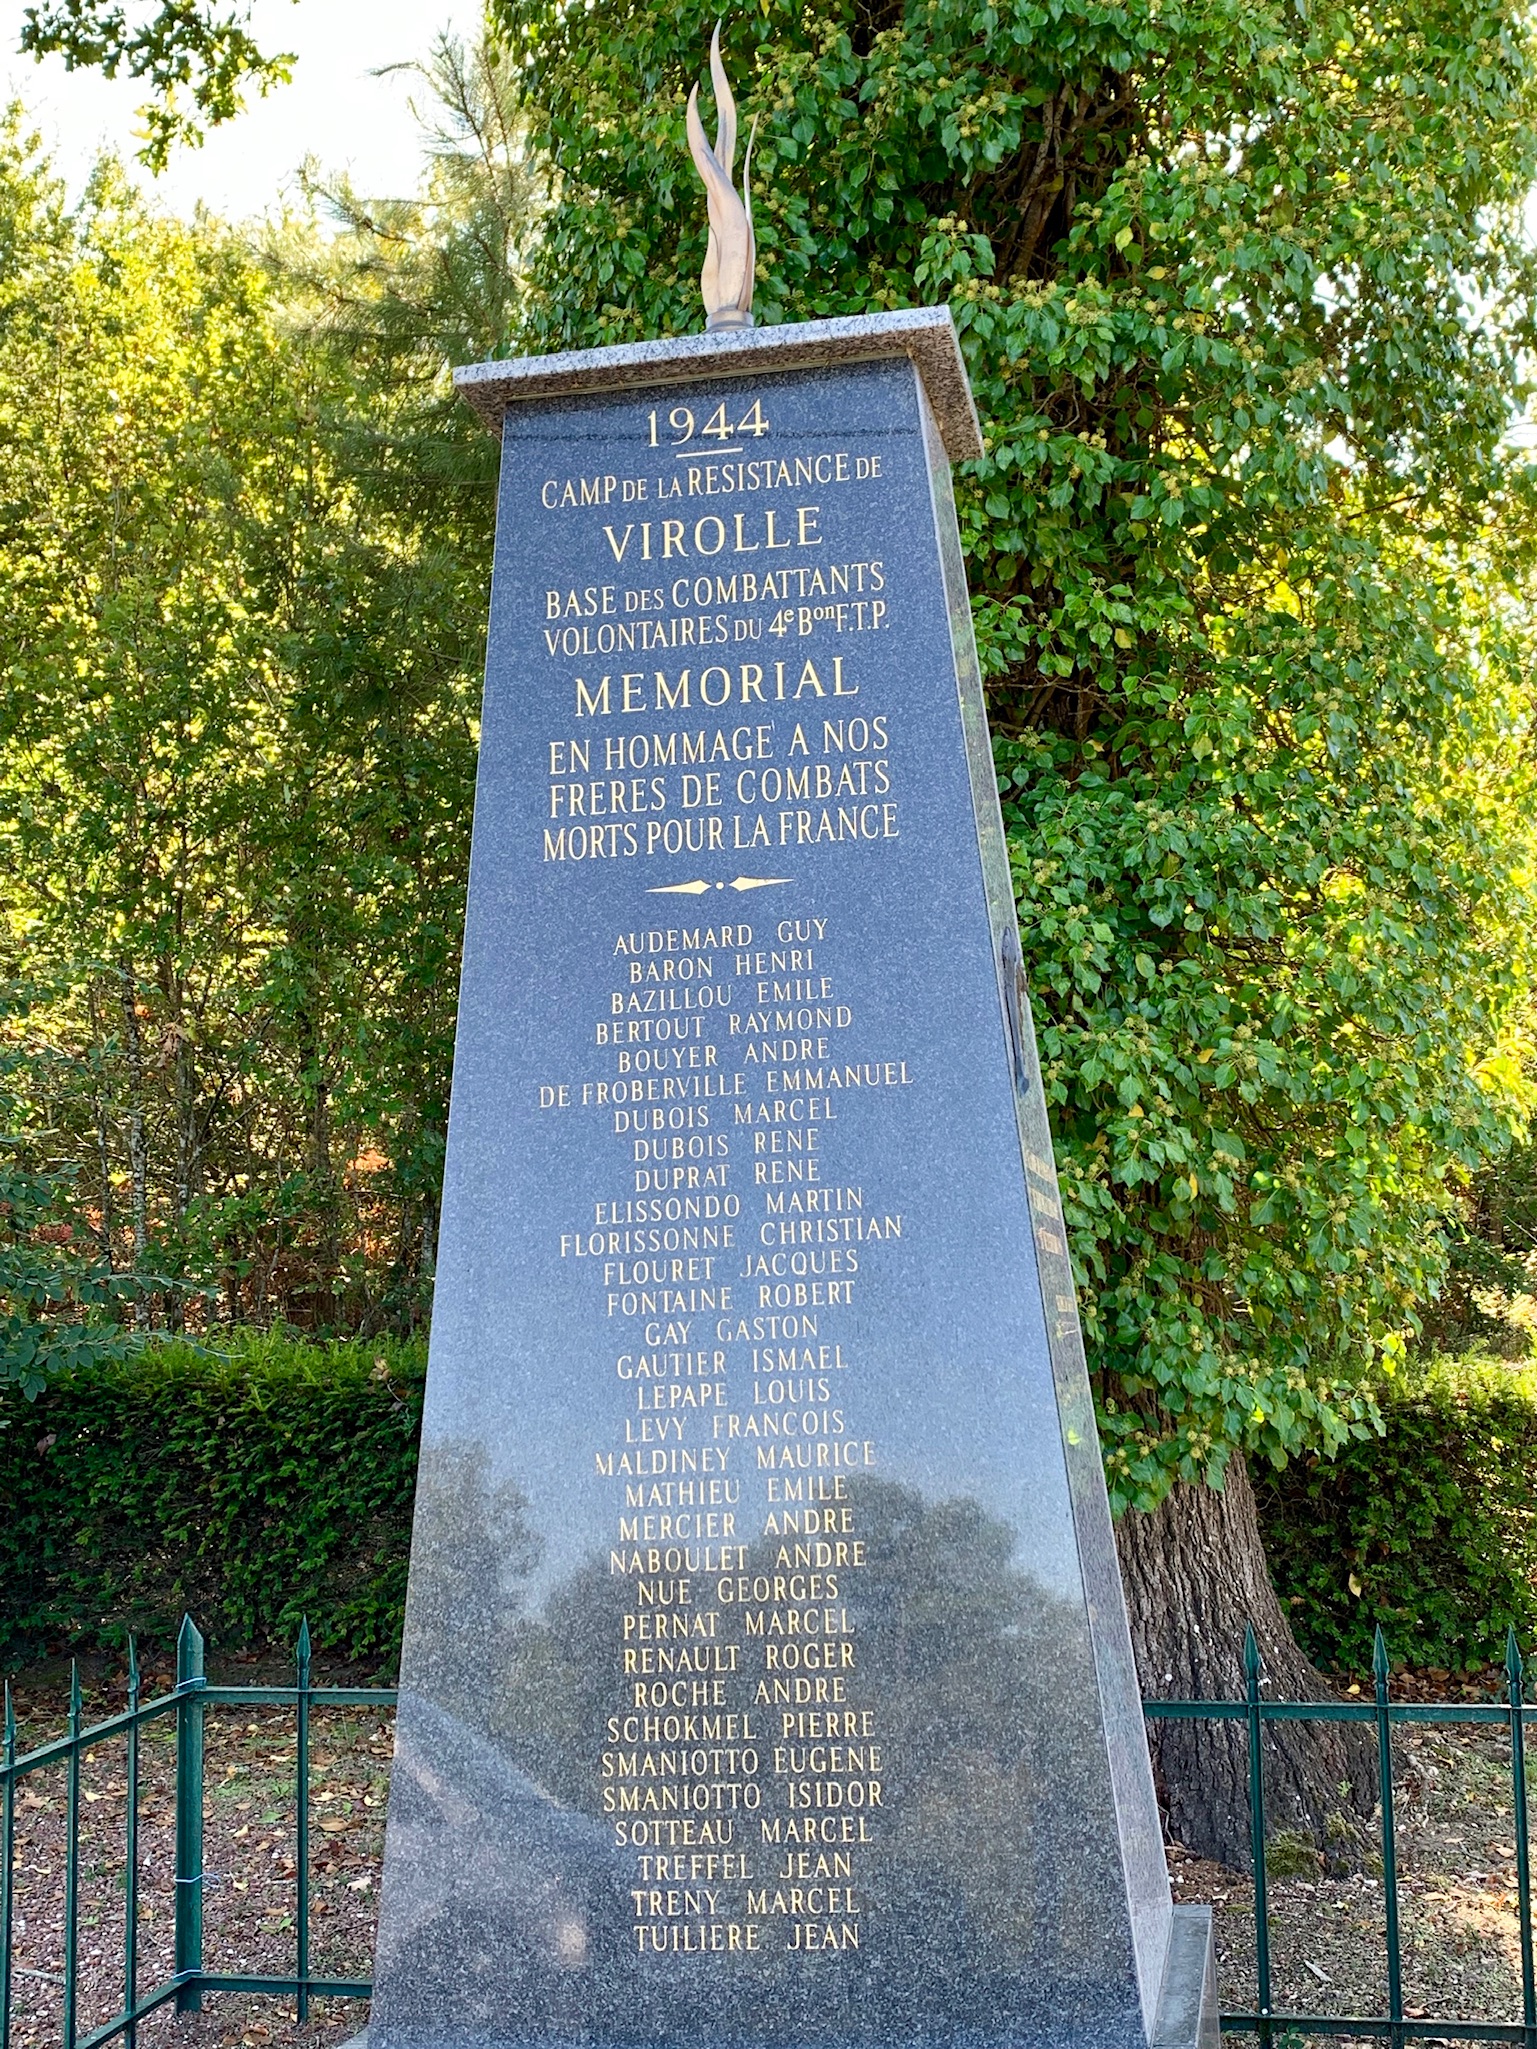 1944
CAMP DE LA RESISTANCE DE
VIROLLE
BASE DES COMBATTANTS
VOLONTAIRES DU 4e Bon F.T.P.
MEMORIAL
EN HOMMAGE A NOS
FRERES DE COMBATS
MORTS POUR LA FRANCE
AUDEMARD GUY
BARON HENRI
BAZILLOU EMILE
BERTOUT RAYMOND
BOUYER ANDRE
DE FROBERVILLE EMMANUEL
DUBOIS MARCEL
DUBOIS RENE
DUPRAT RENE
ELISSONDO MARTIN
FLORISSONNE CHRISTIAN
FLOURET JACQUES
FONTAINE ROBERT
GAY GASTON
GAUTIER ISMAEL
LEPAPE LOUIS
LEVY FRANCOIS
MALDINEY MAURICE
MATHIEU EMILE
MERCIER ANDRE
NABOULET ANDRE
NUE GEORGES
PERNAT MARCEL
RENAULT ROGER
ROCHE ANDRE
SCHOKMEL PIERRE
SMANIOTTO EUGENE
SMANIOTTO ISIDOR
SOTTEAU MARCEL
TREFFEL JEAN
TRENY MARCEL
TUILIERE JEAN